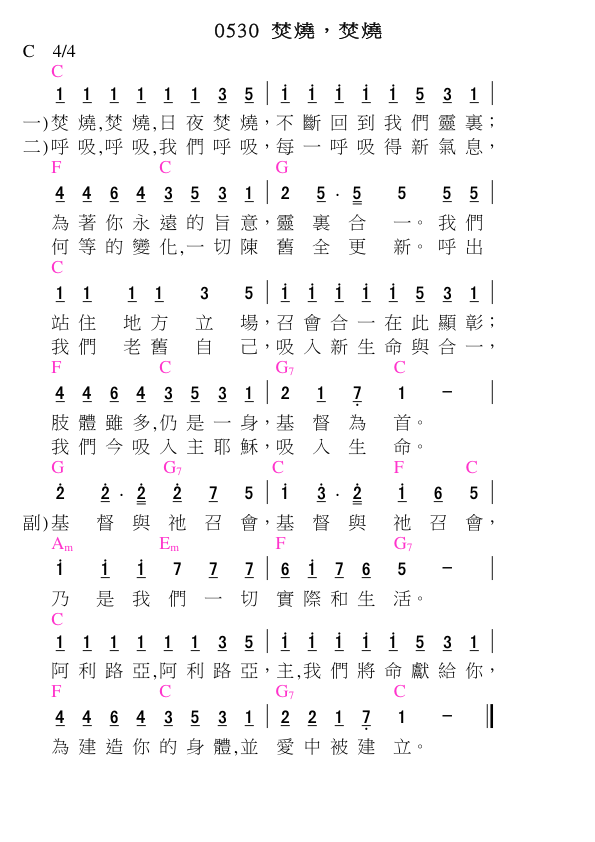 0530 焚燒，焚燒
C 4/4
C
1 1 1 1 1 1 3 5 | i i i i i 5 3 1 |
一)焚燒,焚燒,日夜焚燒，不斷回到我們靈裏；
二)呼吸,呼吸,我們呼吸，每一呼吸得新氣息，
F C G
4 4 6 4 3 5 3 1 | 2 5 · 5 5 5 5 |
為著你永遠的旨意，靈裏合一。我們
何等的變化,一切陳舊全更新。呼出
C
1 1 1 1 3 5 | i i i i i 5 3 1 |
站住地方立場，召會合一在此顯彰；
我們老舊自己，吸入新生命與合一，
F C G7 C
4 4 6 4 3 5 3 1 | 2 1 7 1 − |
肢體雖多,仍是一身，基督為首。
我們今吸入主耶穌，吸入生命。
G G7 C F C
2 2 · 2 2 7 5 | i 3 · 2 i 6 5 |
副)基督與祂召會，基督與祂召會，
Am Em F G7
i i i 7 7 7 | 6 i 7 6 5 − |
乃是我們一切實際和生活。
C
1 1 1 1 1 1 3 5 | i i i i i 5 3 1 |
阿利路亞,阿利路亞，主,我們將命獻給你，
F C G7 C
4 4 6 4 3 5 3 1 | 2 2 1 7 1 − ‖
為建造你的身體,並愛中被建立。